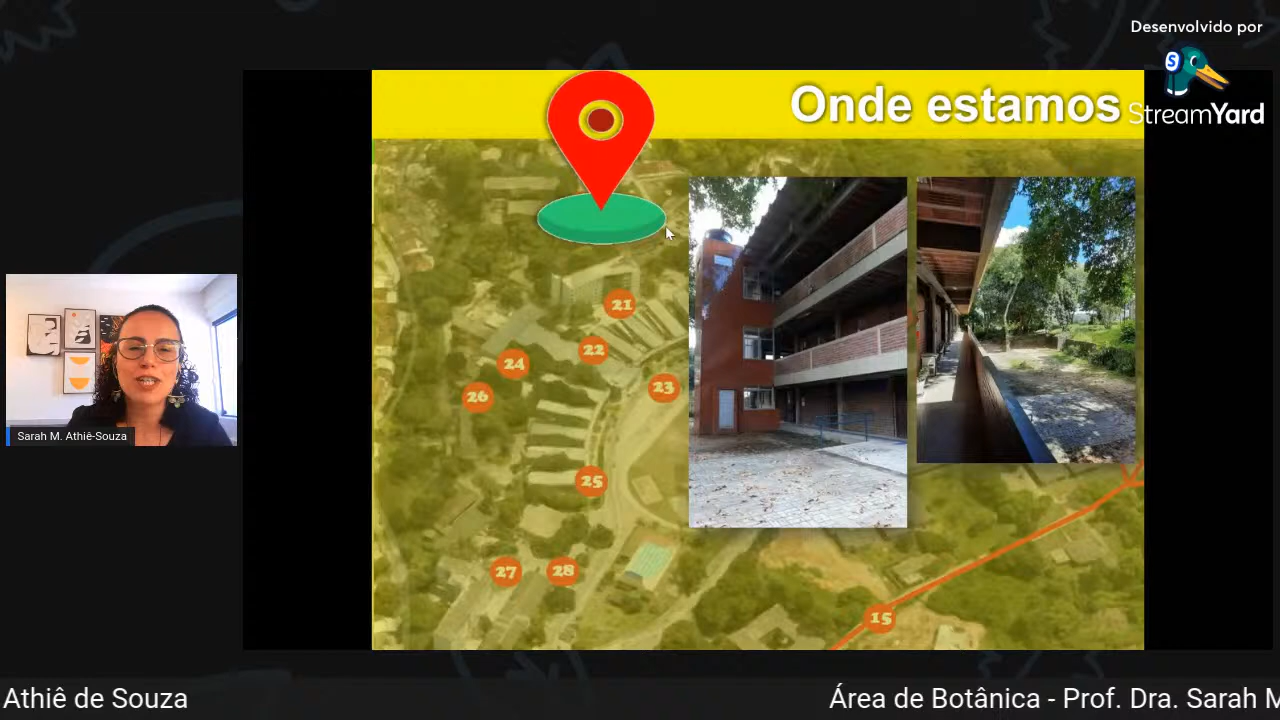 Desenvolvido por
S
StreamYard
Onde estamos
21
22
24
23
26
25
27
28
15
Sarah M. Athiê-Souza
Athiê de Souza
Área de Botânica - Prof. Dra. Sarah M